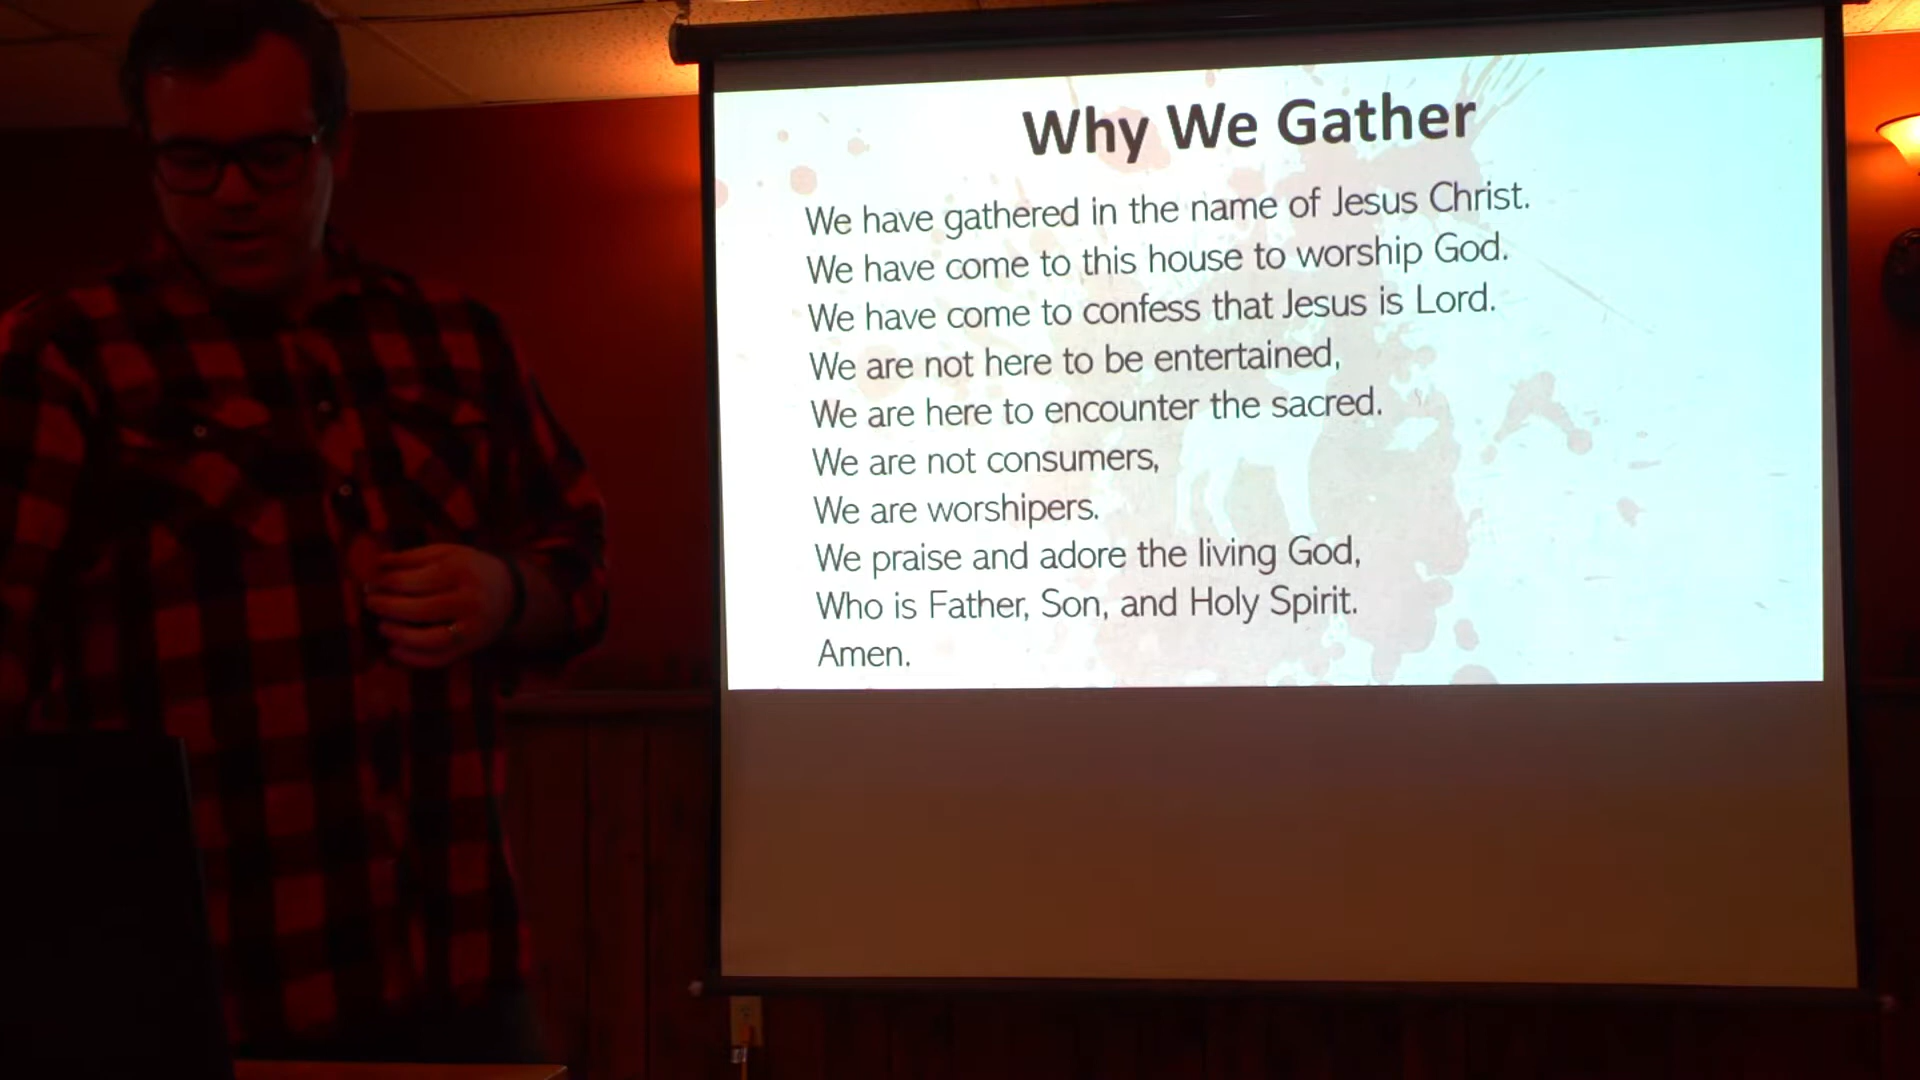 Why We Gather
We have gathered in the name of Jesus Christ.
We have come to this house to worship God.
We have come to confess that Jesus is Lord.
We are not here to be entertained,
We are here to encounter the sacred.
We are not consumers,
We are worshipers.
We praise and adore the living God,
Who is Father, Son, and Holy Spirit.
Amen.